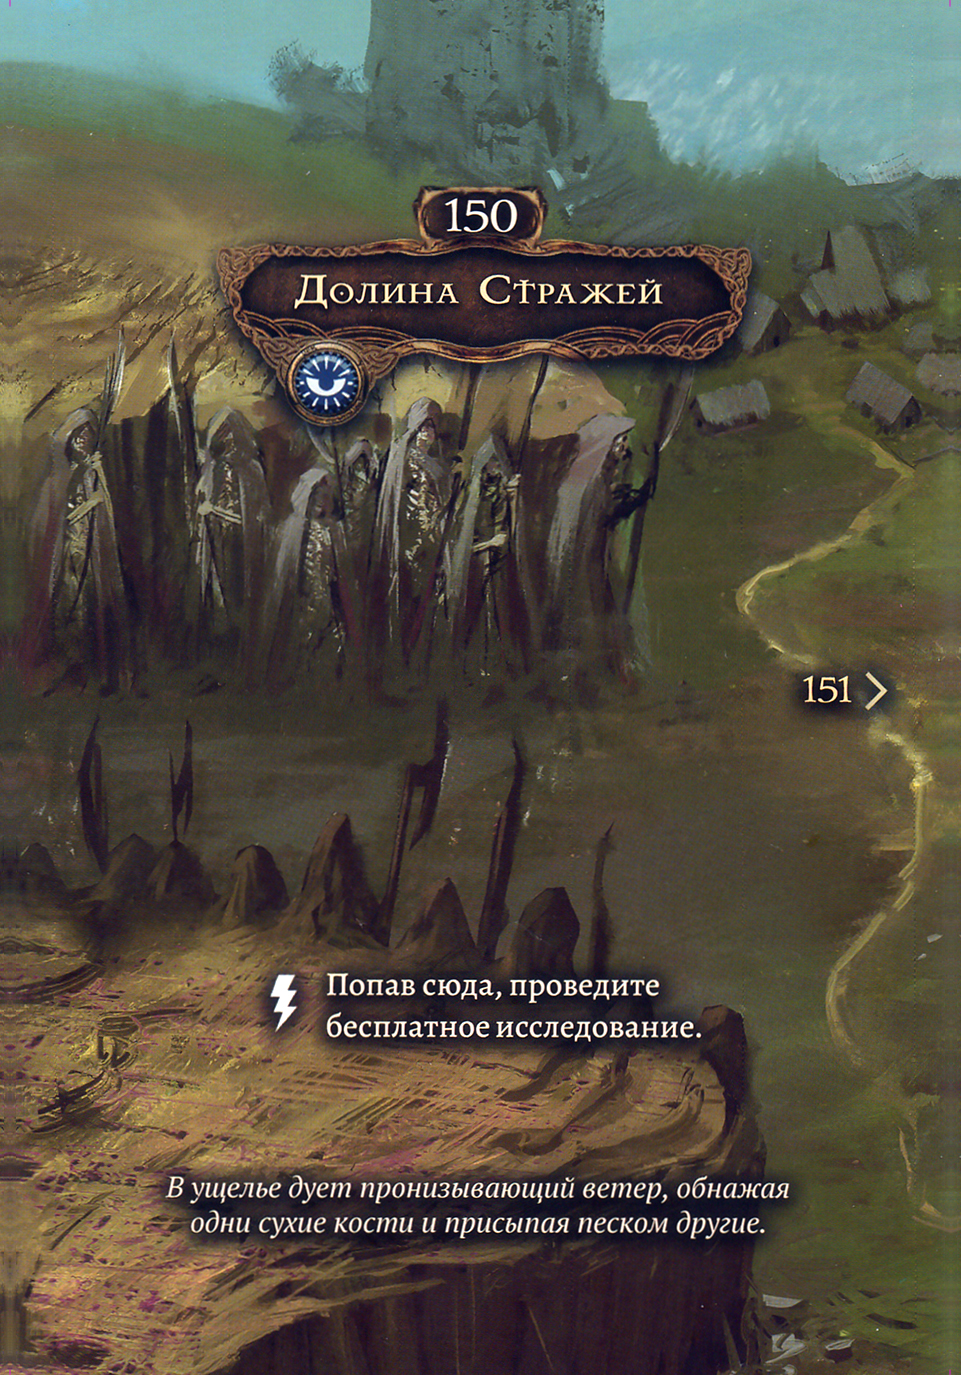 150
Долина Стражей
151
Попав сюда, проведите
бесплатное исследование.
В ущелье дует пронизывающий ветер, обнажая
одни сухие кости и присыпая песком другие.